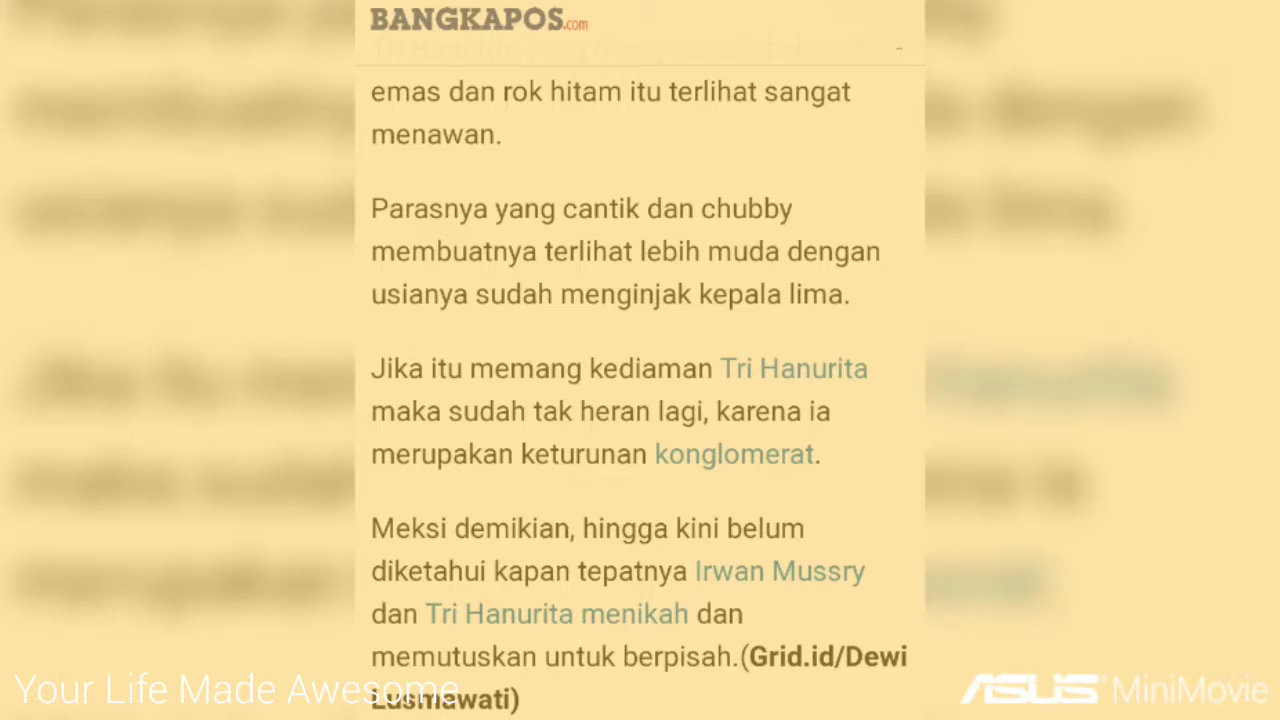 BANGKAPOS.com
emas dan rok hitam itu terlihat sangat
menawan.
Parasnya yang cantik dan chubby
membuatnya terlihat lebih muda dengan
usianya sudah menginjak kepala lima.
Jika itu memang kediaman Tri Hanurita
maka sudah tak heran lagi, karena ia
merupakan keturunan konglomerat.
Meksi demikian, hingga kini belum
diketahui kapan tepatnya Irwan Mussry
dan Tri Hanurita menikah dan
memutuskan untuk berpisah.(Grid.id/Dewi
Lusmawati)
Your Life Made Awesome
ASUS MiniMovie